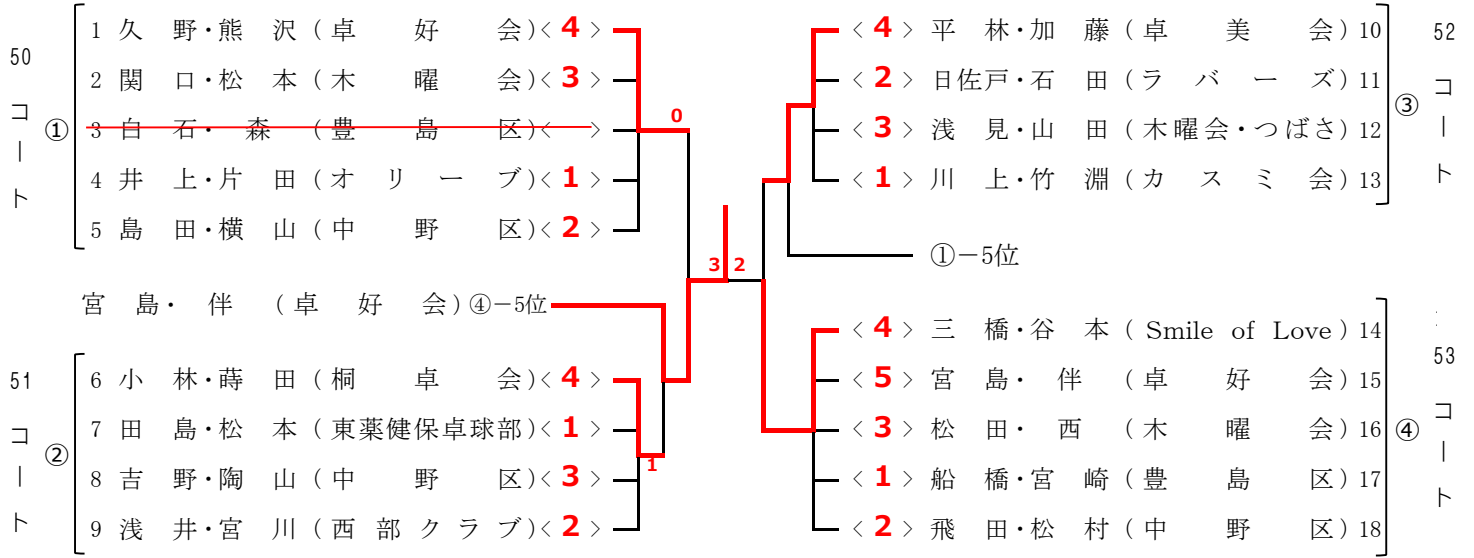 50コート
①
1 久野・熊沢(卓好会)< 4 >
2 関口・松本(木曜会)< 3 >
3 白石・森(豊島区)< >
4 井上・片田(オリーブ)< 1 >
5 島田・横山(中野区)< 2 >
0
宮島・伴(卓好会)④－5位
51コート
②
6 小林・蒔田(桐卓会)< 4 >
7 田島・松本(東薬健保卓球部)< 1 >
8 吉野・陶山(中野区)< 3 >
9 浅井・宮川(西部クラブ)< 2 >
1
3 2
< 4 > 平林・加藤(卓美会)10
< 2 > 日佐戸・石田(ラバーズ)11
< 3 > 浅見・山田(木曜会・つばさ)12
< 1 > 川上・竹淵(カスミ会)13
③
52コート
①－5位
< 4 > 三橋・谷本(Smile of Love)14
< 5 > 宮島・伴(卓好会)15
< 3 > 松田・西(木曜会)16
< 1 > 船橋・宮崎(豊島区)17
< 2 > 飛田・松村(中野区)18
④
53コート